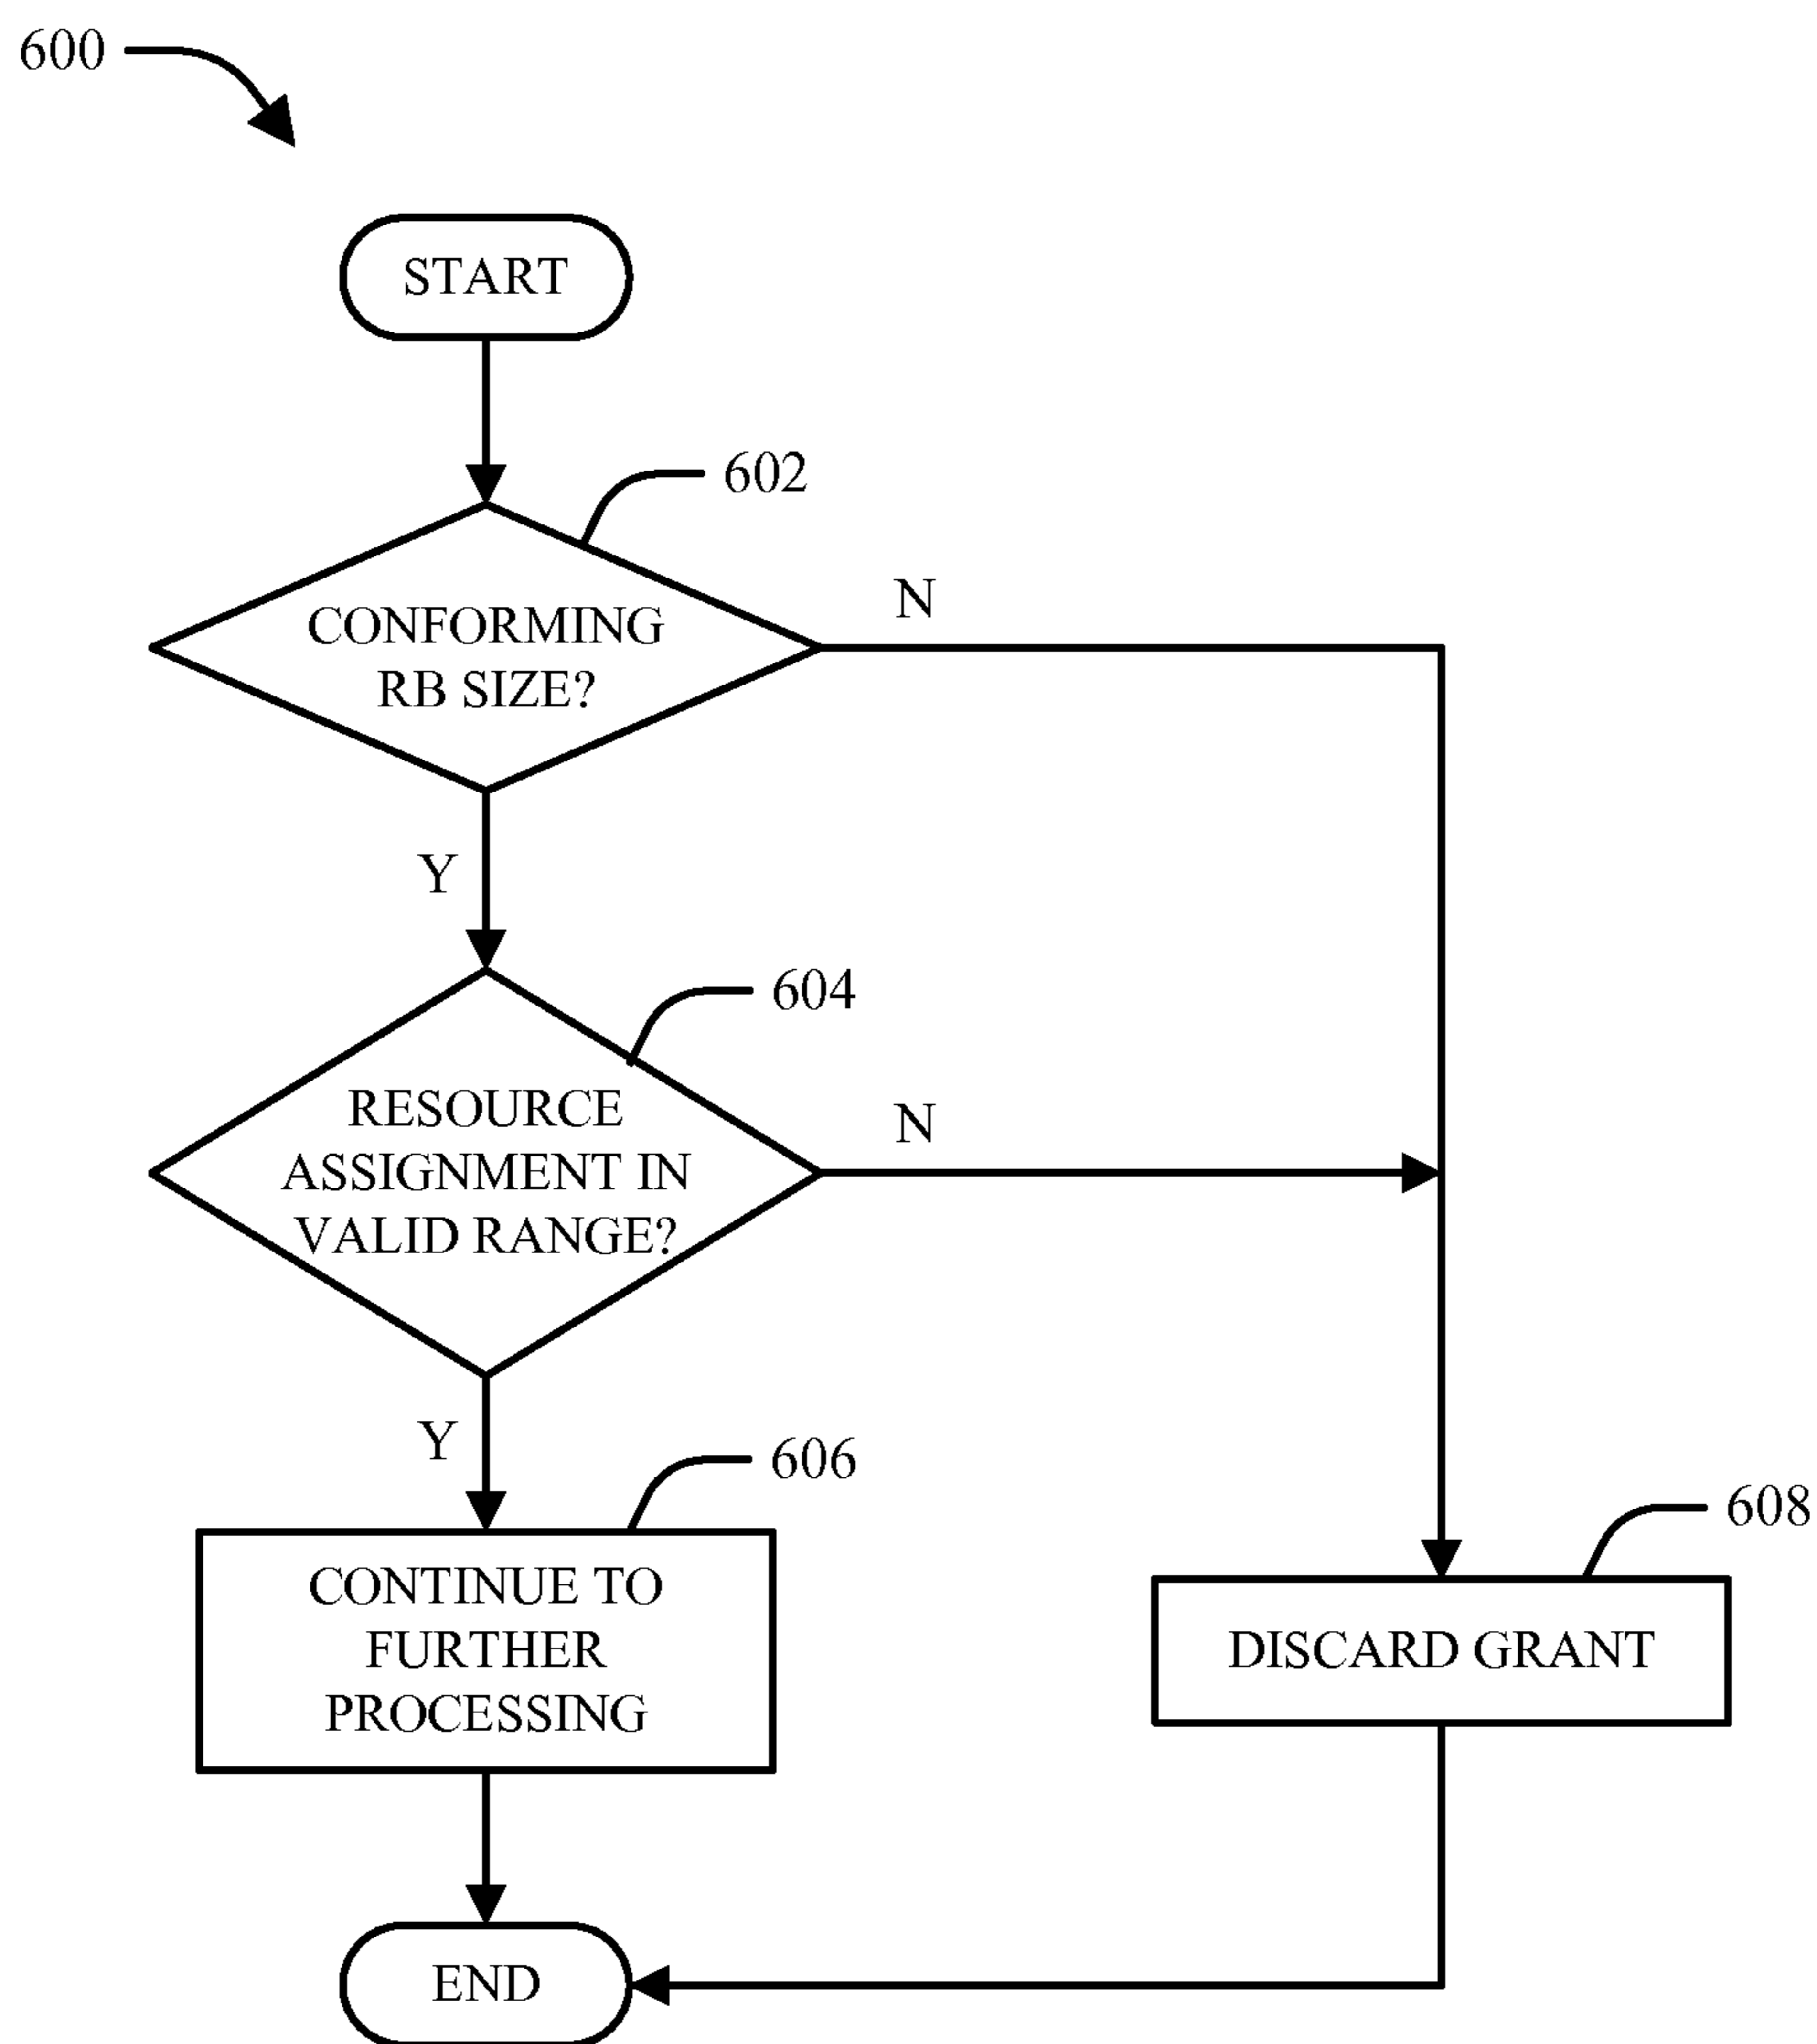 600
START
602
CONFORMING
RB SIZE?
N
Y
604
RESOURCE
ASSIGNMENT IN
VALID RANGE?
N
Y
606
CONTINUE TO
FURTHER
PROCESSING
608
DISCARD GRANT
END